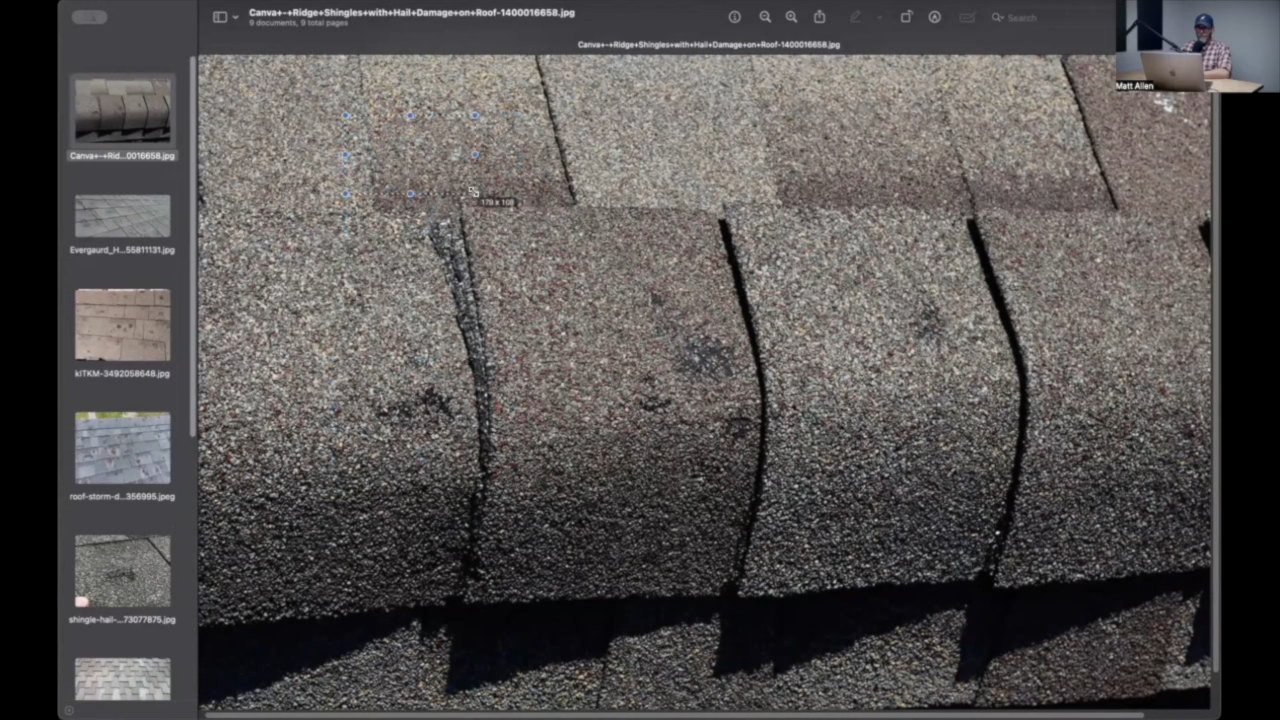 Canva+-+Ridge+Shingles+with+Hail+Damage+on+Roof-1400016658.jpg
9 documents, 9 total pages
Search
Canva+-+Ridge+Shingles+with+Hail+Damage+on+Roof-1400016658.jpg
Matt Allen
Canva+-+Rid...0016658.jpg
179 x 109
Evergaurd_H...55811131.jpg
kITKM-3492058648.jpg
roof-storm-d...356995.jpeg
shingle-hail-...73077875.jpg